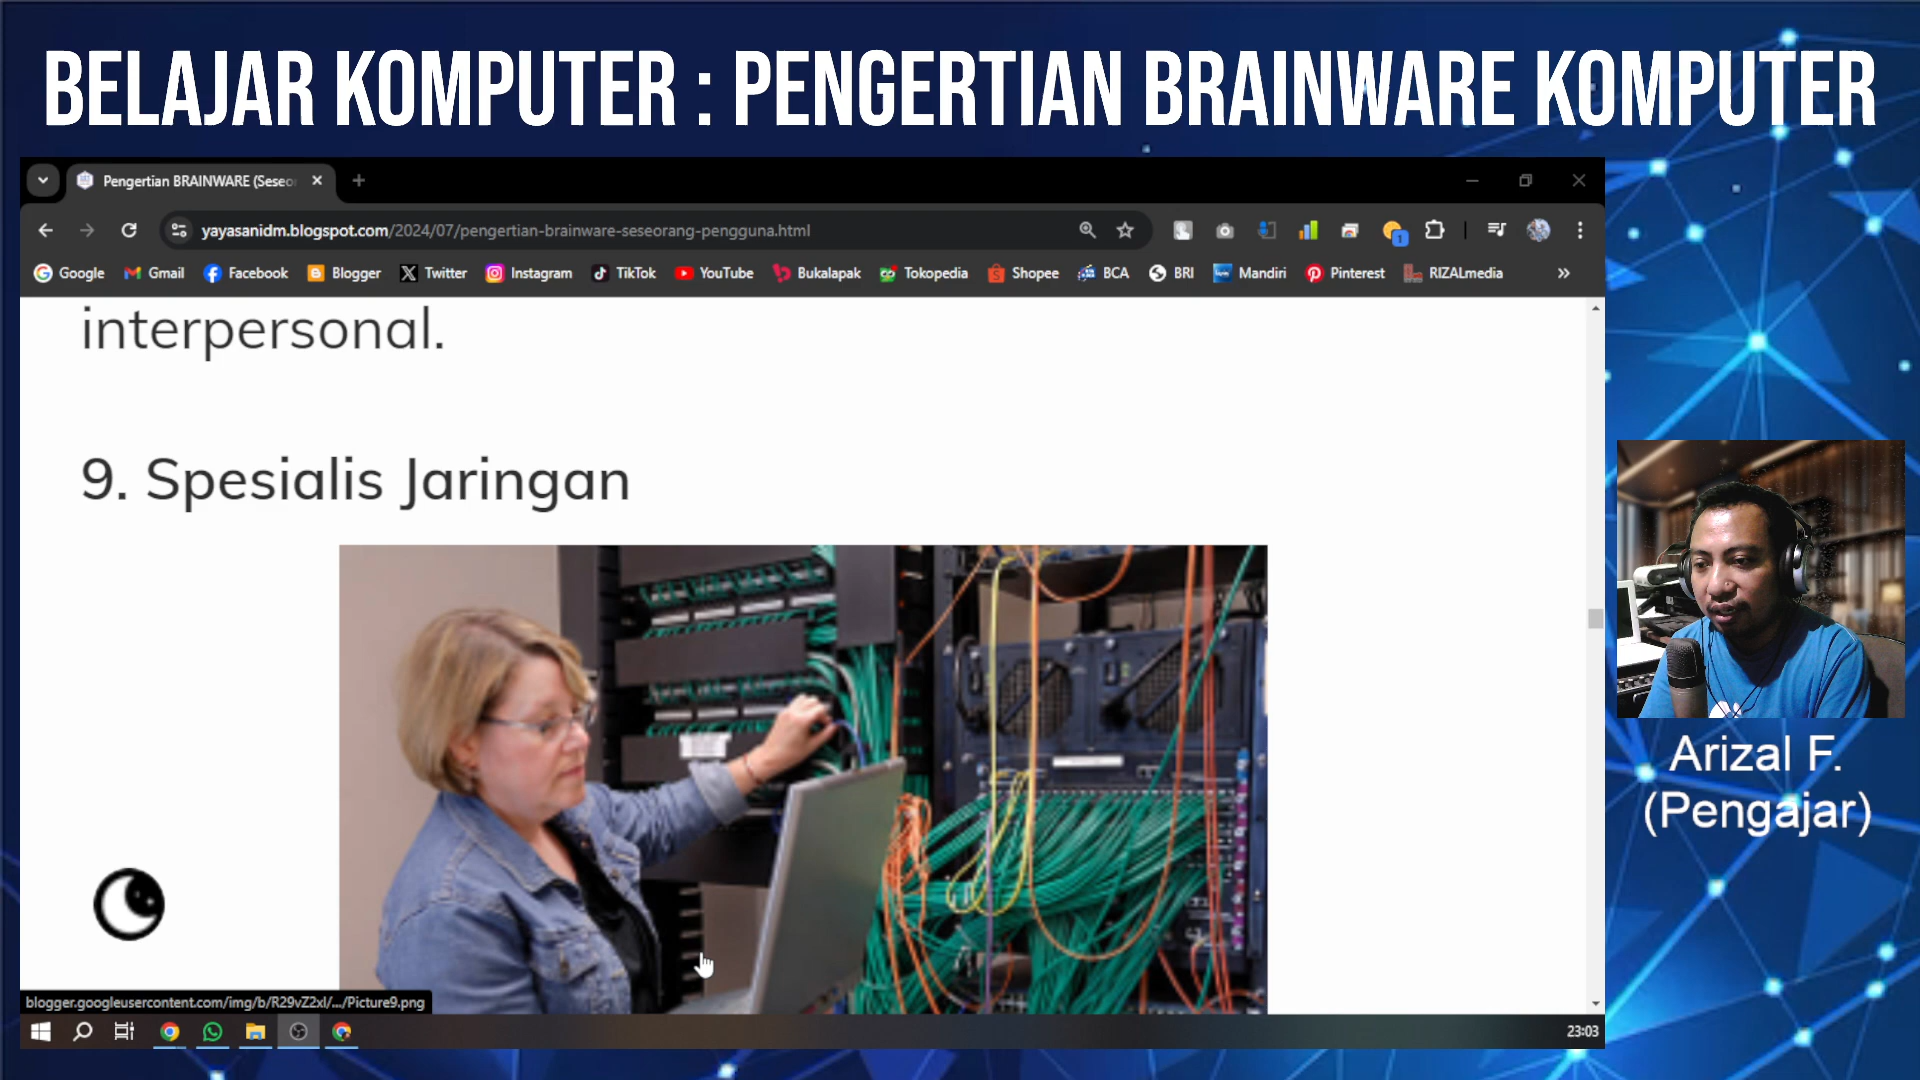 BELAJAR KOMPUTER : PENGERTIAN BRAINWARE KOMPUTER
Pengertian BRAINWARE (Seseor
yayasanidm.blogspot.com/2024/07/pengertian-brainware-seseorang-pengguna.html
1
Google Gmail Facebook Blogger Twitter Instagram TikTok YouTube Bukalapak Tokopedia Shopee BCA BRI Mandiri Pinterest RIZALmedia
interpersonal.
9. Spesialis Jaringan
Arizal F.
(Pengajar)
blogger.googleusercontent.com/img/b/R29vZ2xl/.../Picture9.png
23:03